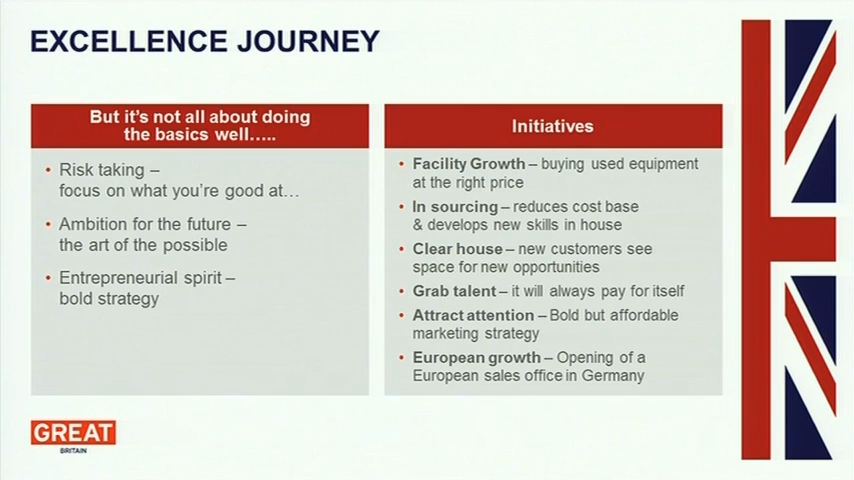 EXCELLENCE JOURNEY
But it's not all about doing
the basics well.....
• Risk taking –
focus on what you're good at…
• Ambition for the future –
the art of the possible
• Entrepreneurial spirit –
bold strategy
Initiatives
• Facility Growth – buying used equipment
at the right price
• In sourcing – reduces cost base
& develops new skills in house
• Clear house – new customers see
space for new opportunities
• Grab talent – it will always pay for itself
• Attract attention – Bold but affordable
marketing strategy
• European growth – Opening of a
European sales office in Germany
GREAT
BRITAIN